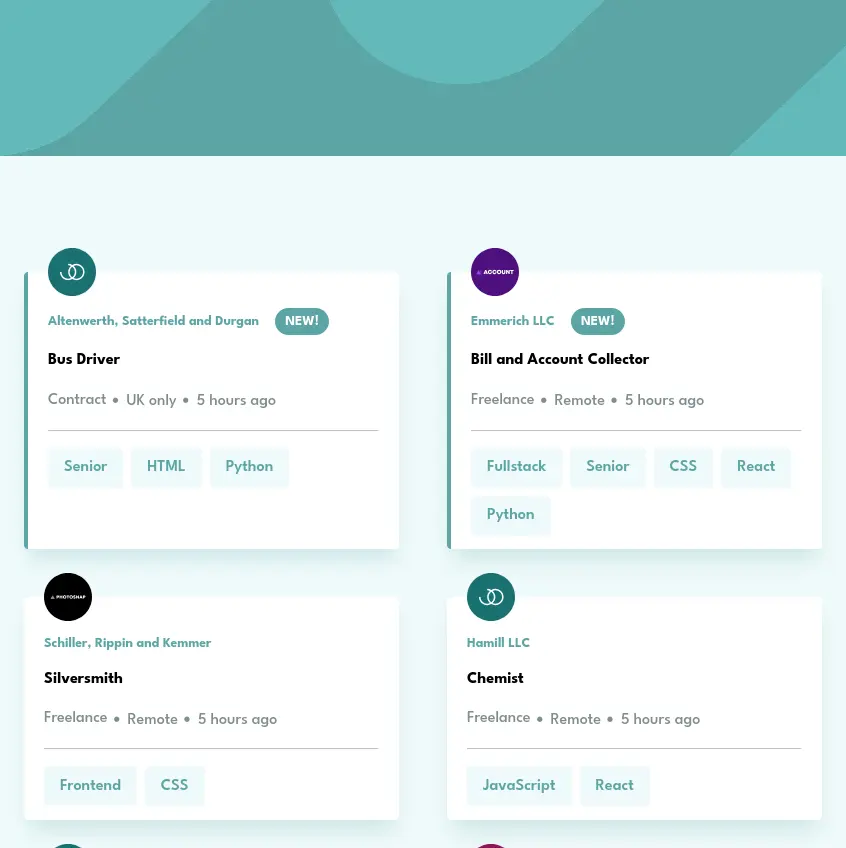 Altenwerth, Satterfield and Durgan NEW!
Bus Driver
Contract • UK only • 5 hours ago
Senior HTML Python
ACCOUNT
Emmerich LLC NEW!
Bill and Account Collector
Freelance • Remote • 5 hours ago
Fullstack Senior CSS React
Python
PHOTOSNAP
Schiller, Rippin and Kemmer
Silversmith
Freelance • Remote • 5 hours ago
Frontend CSS
Hamill LLC
Chemist
Freelance • Remote • 5 hours ago
JavaScript React